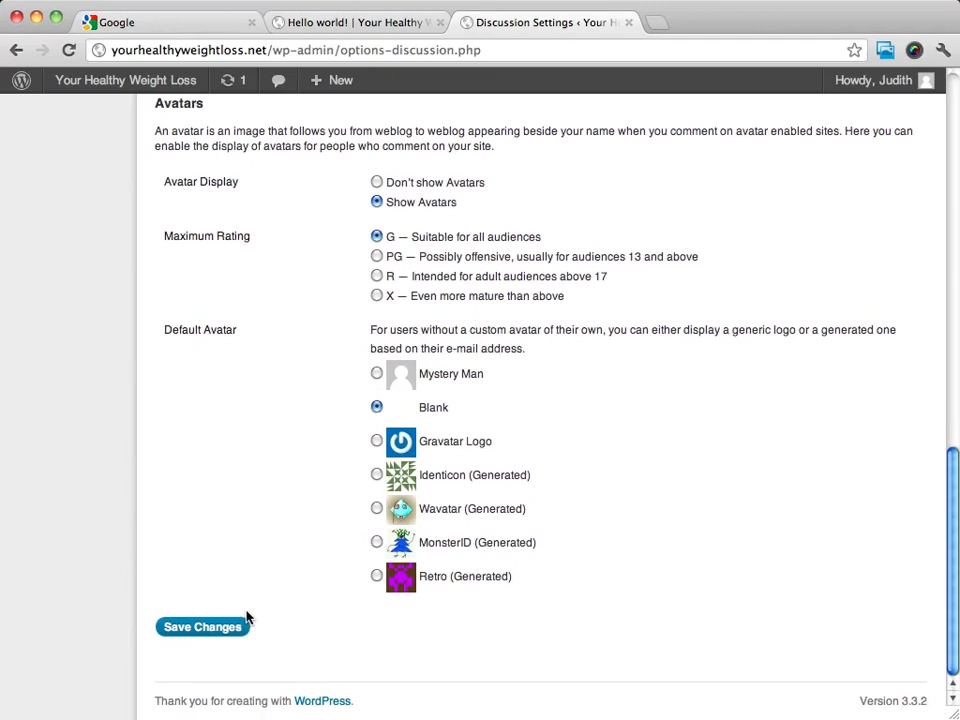 Google
Hello world! | Your Healthy W
Discussion Settings ‹ Your H
yourhealthyweightloss.net/wp-admin/options-discussion.php
Your Healthy Weight Loss
1
+ New
Howdy, Judith
Avatars
An avatar is an image that follows you from weblog to weblog appearing beside your name when you comment on avatar enabled sites. Here you can
enable the display of avatars for people who comment on your site.
Avatar Display
Don't show Avatars
Show Avatars
Maximum Rating
G — Suitable for all audiences
PG — Possibly offensive, usually for audiences 13 and above
R — Intended for adult audiences above 17
X — Even more mature than above
Default Avatar
For users without a custom avatar of their own, you can either display a generic logo or a generated one
based on their e-mail address.
Mystery Man
Blank
Gravatar Logo
Identicon (Generated)
Wavatar (Generated)
MonsterID (Generated)
Retro (Generated)
Save Changes
Thank you for creating with WordPress.
Version 3.3.2